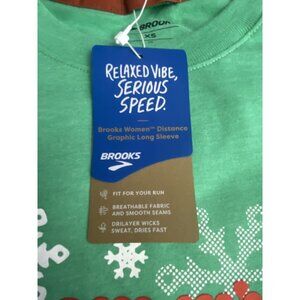 BROOKS
XS
RELAXED VIBE,
SERIOUS
SPEED.
Brooks Women™ Distance
Graphic Long Sleeve
BROOKS
FIT FOR YOUR RUN
BREATHABLE FABRIC
AND SMOOTH SEAMS
DRILAYER WICKS
SWEAT, DRIES FAST